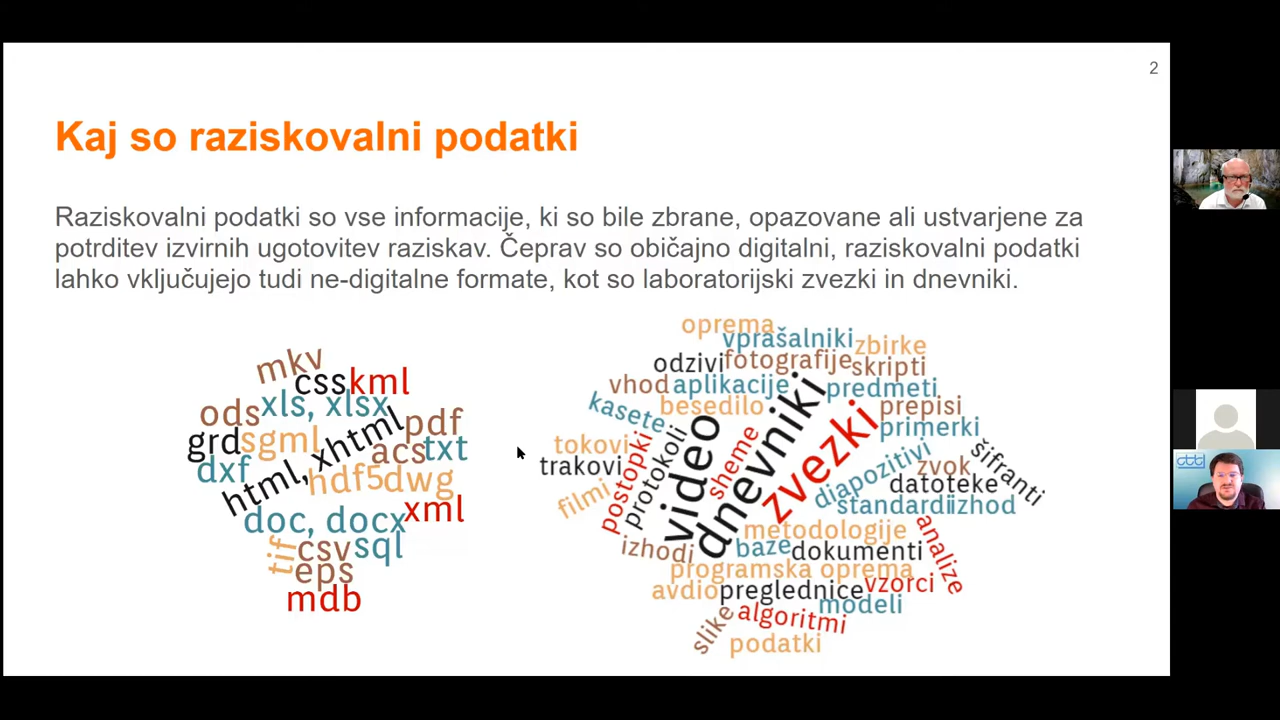 2
Kaj so raziskovalni podatki
Raziskovalni podatki so vse informacije, ki so bile zbrane, opazovane ali ustvarjene za
potrditev izvirnih ugotovitev raziskav. Čeprav so običajno digitalni, raziskovalni podatki
lahko vključujejo tudi ne-digitalne formate, kot so laboratorijski zvezki in dnevniki.
mkv
css kml
xls, xlsx
ods
pdf
grd sgml
html, xhtml
acs txt
dxf
hdf5 dwg
doc, docx
xml
tif
csv sql
eps
mdb
oprema
vprašalniki
zbirke
odzivi fotografije skripti
vhod aplikacije
predmeti
kasete
besedilo
prepisi
primerki
tokovi
trakovi
postopki
protokoli
video
sheme
dnevniki
zvezki
diapozitivi
zvok
šifranti
datoteke
filmi
standardi izhod
metodologije
analize
izhodi
baze dokumenti
programska oprema
avdio preglednice vzorci
modeli
slike
algoritmi
podatki